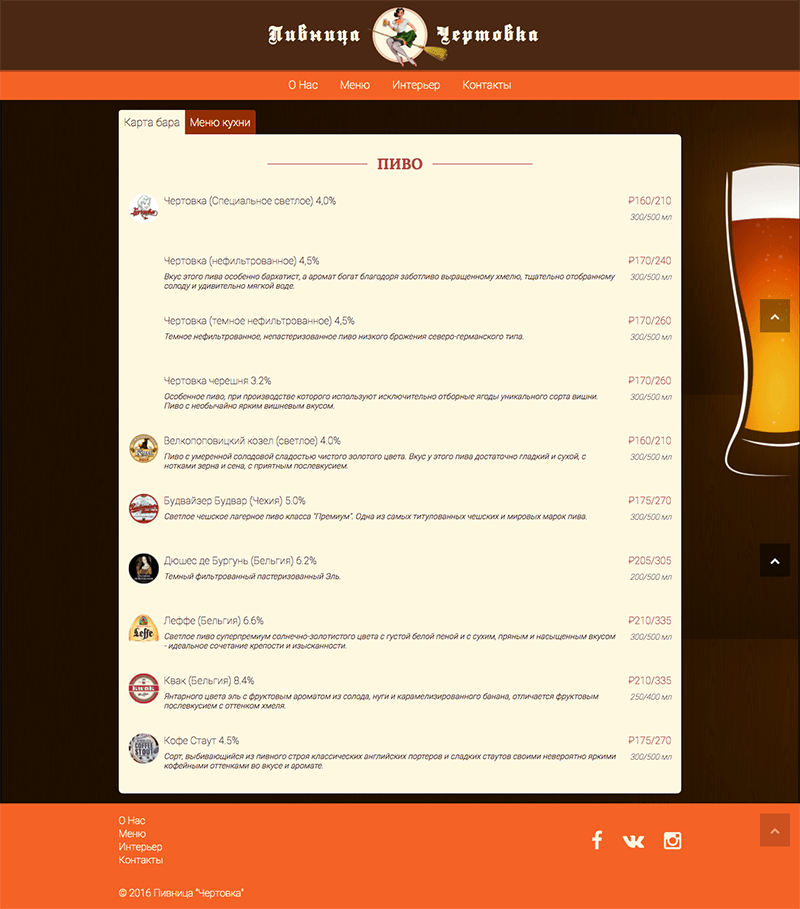 Пивница Чертовка
О Нас Меню Интерьер Контакты
Карта бара Меню кухни
ПИВО
Чертовка (Специальное светлое) 4,0% ₽160/210
300/500 мл
Чертовка (нефильтрованное) 4,5% ₽170/240
Вкус этого пива особенно бархатист, а аромат богат благодоря заботливо выращенному хмелю, тщательно отобранному 300/500 мл
солоду и удивительно мягкой воде.
Чертовка (темное нефильтрованное) 4,5% ₽170/260
Темное нефильтрованное, непастеризованное пиво низкого брожения северо-германского типа. 300/500 мл
Чертовка черешня 3.2% ₽170/260
Особенное пиво, при производстве которого используют исключительно отборные ягоды уникального сорта вишни. 300/500 мл
Пиво с необычайно ярким вишневым вкусом.
Велкопоповицкий козел (светлое) 4.0% ₽160/210
Пиво с умеренной солодовой сладостью чистого золотого цвета. Вкус у этого пива достаточно гладкий и сухой, с 300/500 мл
нотками зерна и сена, с приятным послевкусием.
Будвайзер Будвар (Чехия) 5.0% ₽175/270
Светлое чешское лагерное пиво класса "Премиум". Одна из самых титулованных чешских и мировых марок пива. 300/500 мл
Дюшес де Бургунь (Бельгия) 6.2% ₽205/305
Темный фильтрованный пастеризованный Эль. 200/500 мл
Леффе (Бельгия) 6.6% ₽210/335
Leffe
Светлое пиво суперпремиум солнечно-золотистого цвета с густой белой пеной и с сухим, пряным и насыщенным вкусом 300/500 мл
- идеальное сочетание крепости и изысканности.
Квак (Бельгия) 8.4% ₽210/335
KWAK
Янтарного цвета эль с фруктовым ароматом из солода, нуги и карамелизированного банана, отличается фруктовым 250/400 мл
послевкусием с оттенком хмеля.
Кофе Стаут 4.5% ₽175/270
COFFEE
STOUT
Сорт, выбивающийся из пивного строя классических английских портеров и сладких стаутов своими невероятно яркими 300/500 мл
кофейными оттенками во вкусе и аромате.
О Нас
Меню
Интерьер
Контакты
© 2016 Пивница "Чертовка"